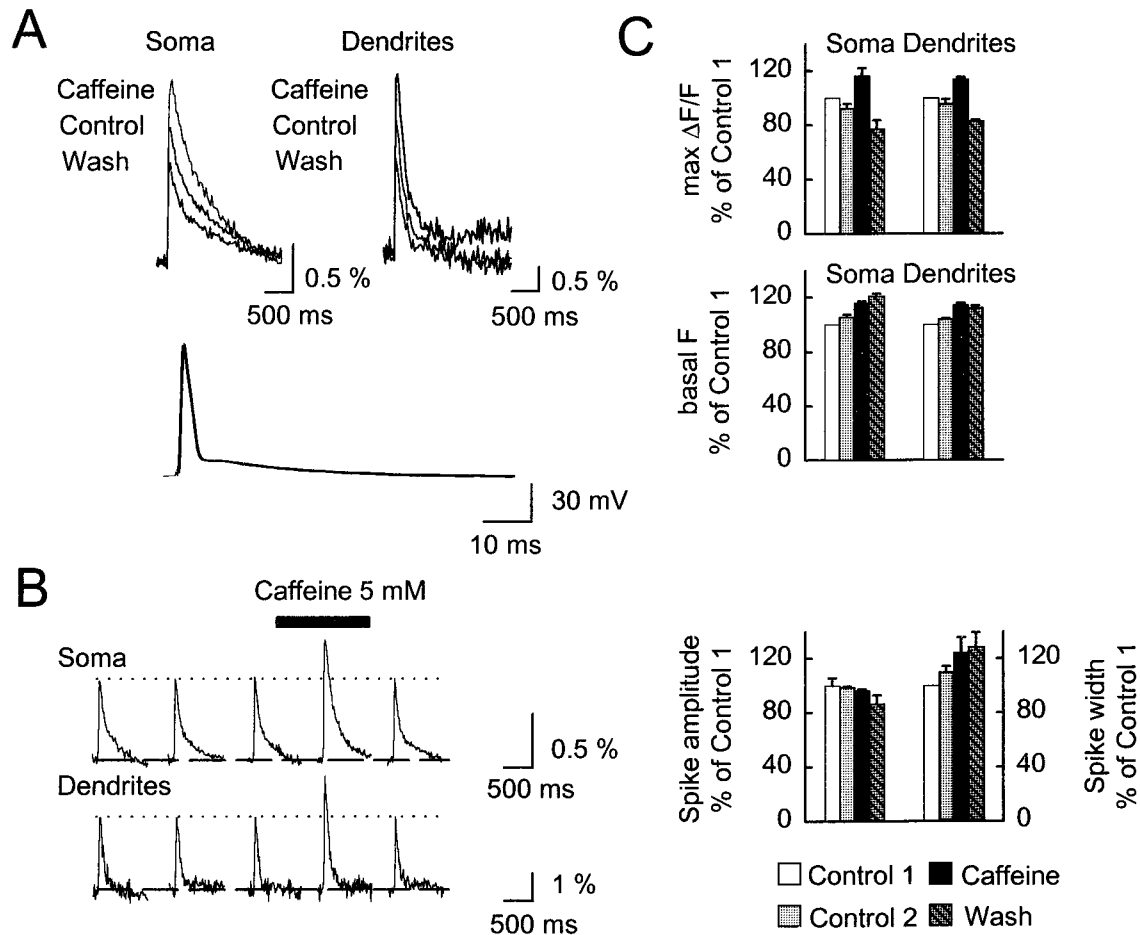 A
Soma
Dendrites
Caffeine
Control
Wash
Caffeine
Control
Wash
0.5 %
500 ms
0.5 %
500 ms
30 mV
10 ms
B
Caffeine 5 mM
Soma
0.5 %
500 ms
Dendrites
1 %
500 ms
C
Soma Dendrites
max ΔF/F
% of Control 1
120
80
40
0
Soma Dendrites
basal F
% of Control 1
120
80
40
0
Spike amplitude
% of Control 1
120
80
40
0
120
80
40
0
Spike width
% of Control 1
Control 1
Caffeine
Control 2
Wash